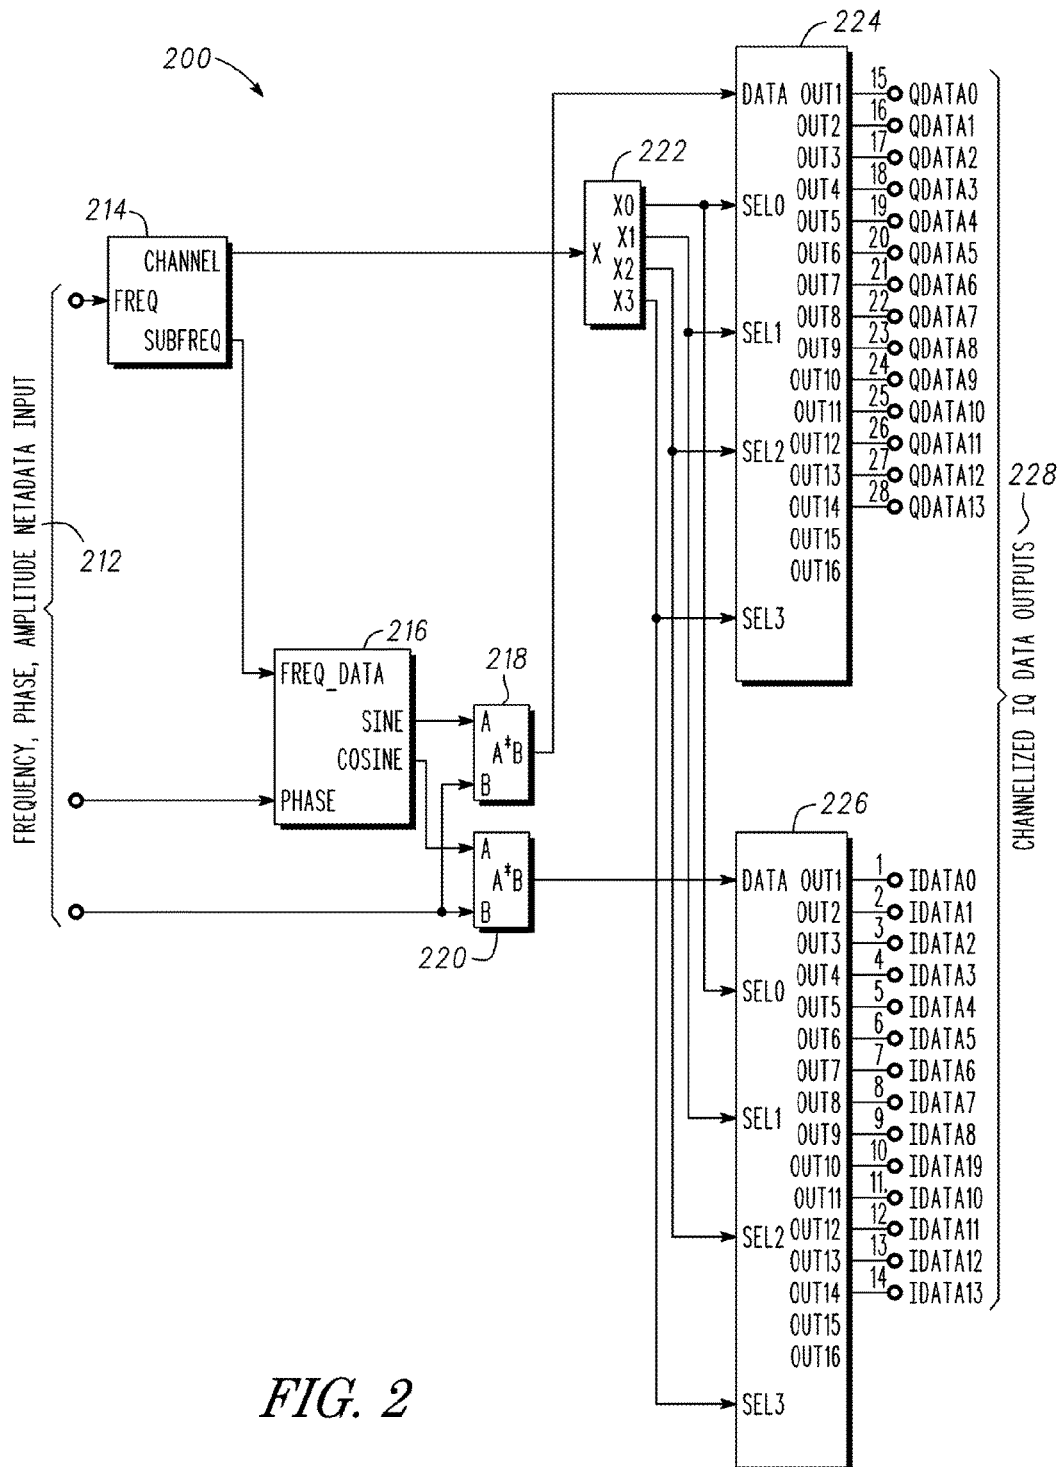 200
224
DATA OUT1 15 QDATA0
OUT2 16 QDATA1
OUT3 17 QDATA2
222
X0
X1
X
X2
X3
OUT4 18 QDATA3
SEL0
OUT5 19 QDATA4
OUT6 20 QDATA5
OUT7 21 QDATA6
OUT8 22 QDATA7
SEL1
OUT9 23 QDATA8
OUT10 24 QDATA9
OUT11 25 QDATA10
OUT12 26 QDATA11
SEL2
OUT13 27 QDATA12
OUT14 28 QDATA13
OUT15
OUT16
SEL3
214
CHANNEL
FREQ
SUBFREQ
FREQUENCY, PHASE, AMPLITUDE NETADATA INPUT
212
216
FREQ_DATA
SINE
COSINE
PHASE
218
A
A*B
B
A
A*B
B
220
226
DATA OUT1 1 IDATA0
OUT2 2 IDATA1
OUT3 3 IDATA2
OUT4 4 IDATA3
SEL0
OUT5 5 IDATA4
OUT6 6 IDATA5
OUT7 7 IDATA6
OUT8 8 IDATA7
SEL1
OUT9 9 IDATA8
OUT10 10 IDATA19
OUT11 11 IDATA10
OUT12 12 IDATA11
SEL2
OUT13 13 IDATA12
OUT14 14 IDATA13
OUT15
OUT16
SEL3
CHANNELIZED IQ DATA OUTPUTS
228
FIG. 2